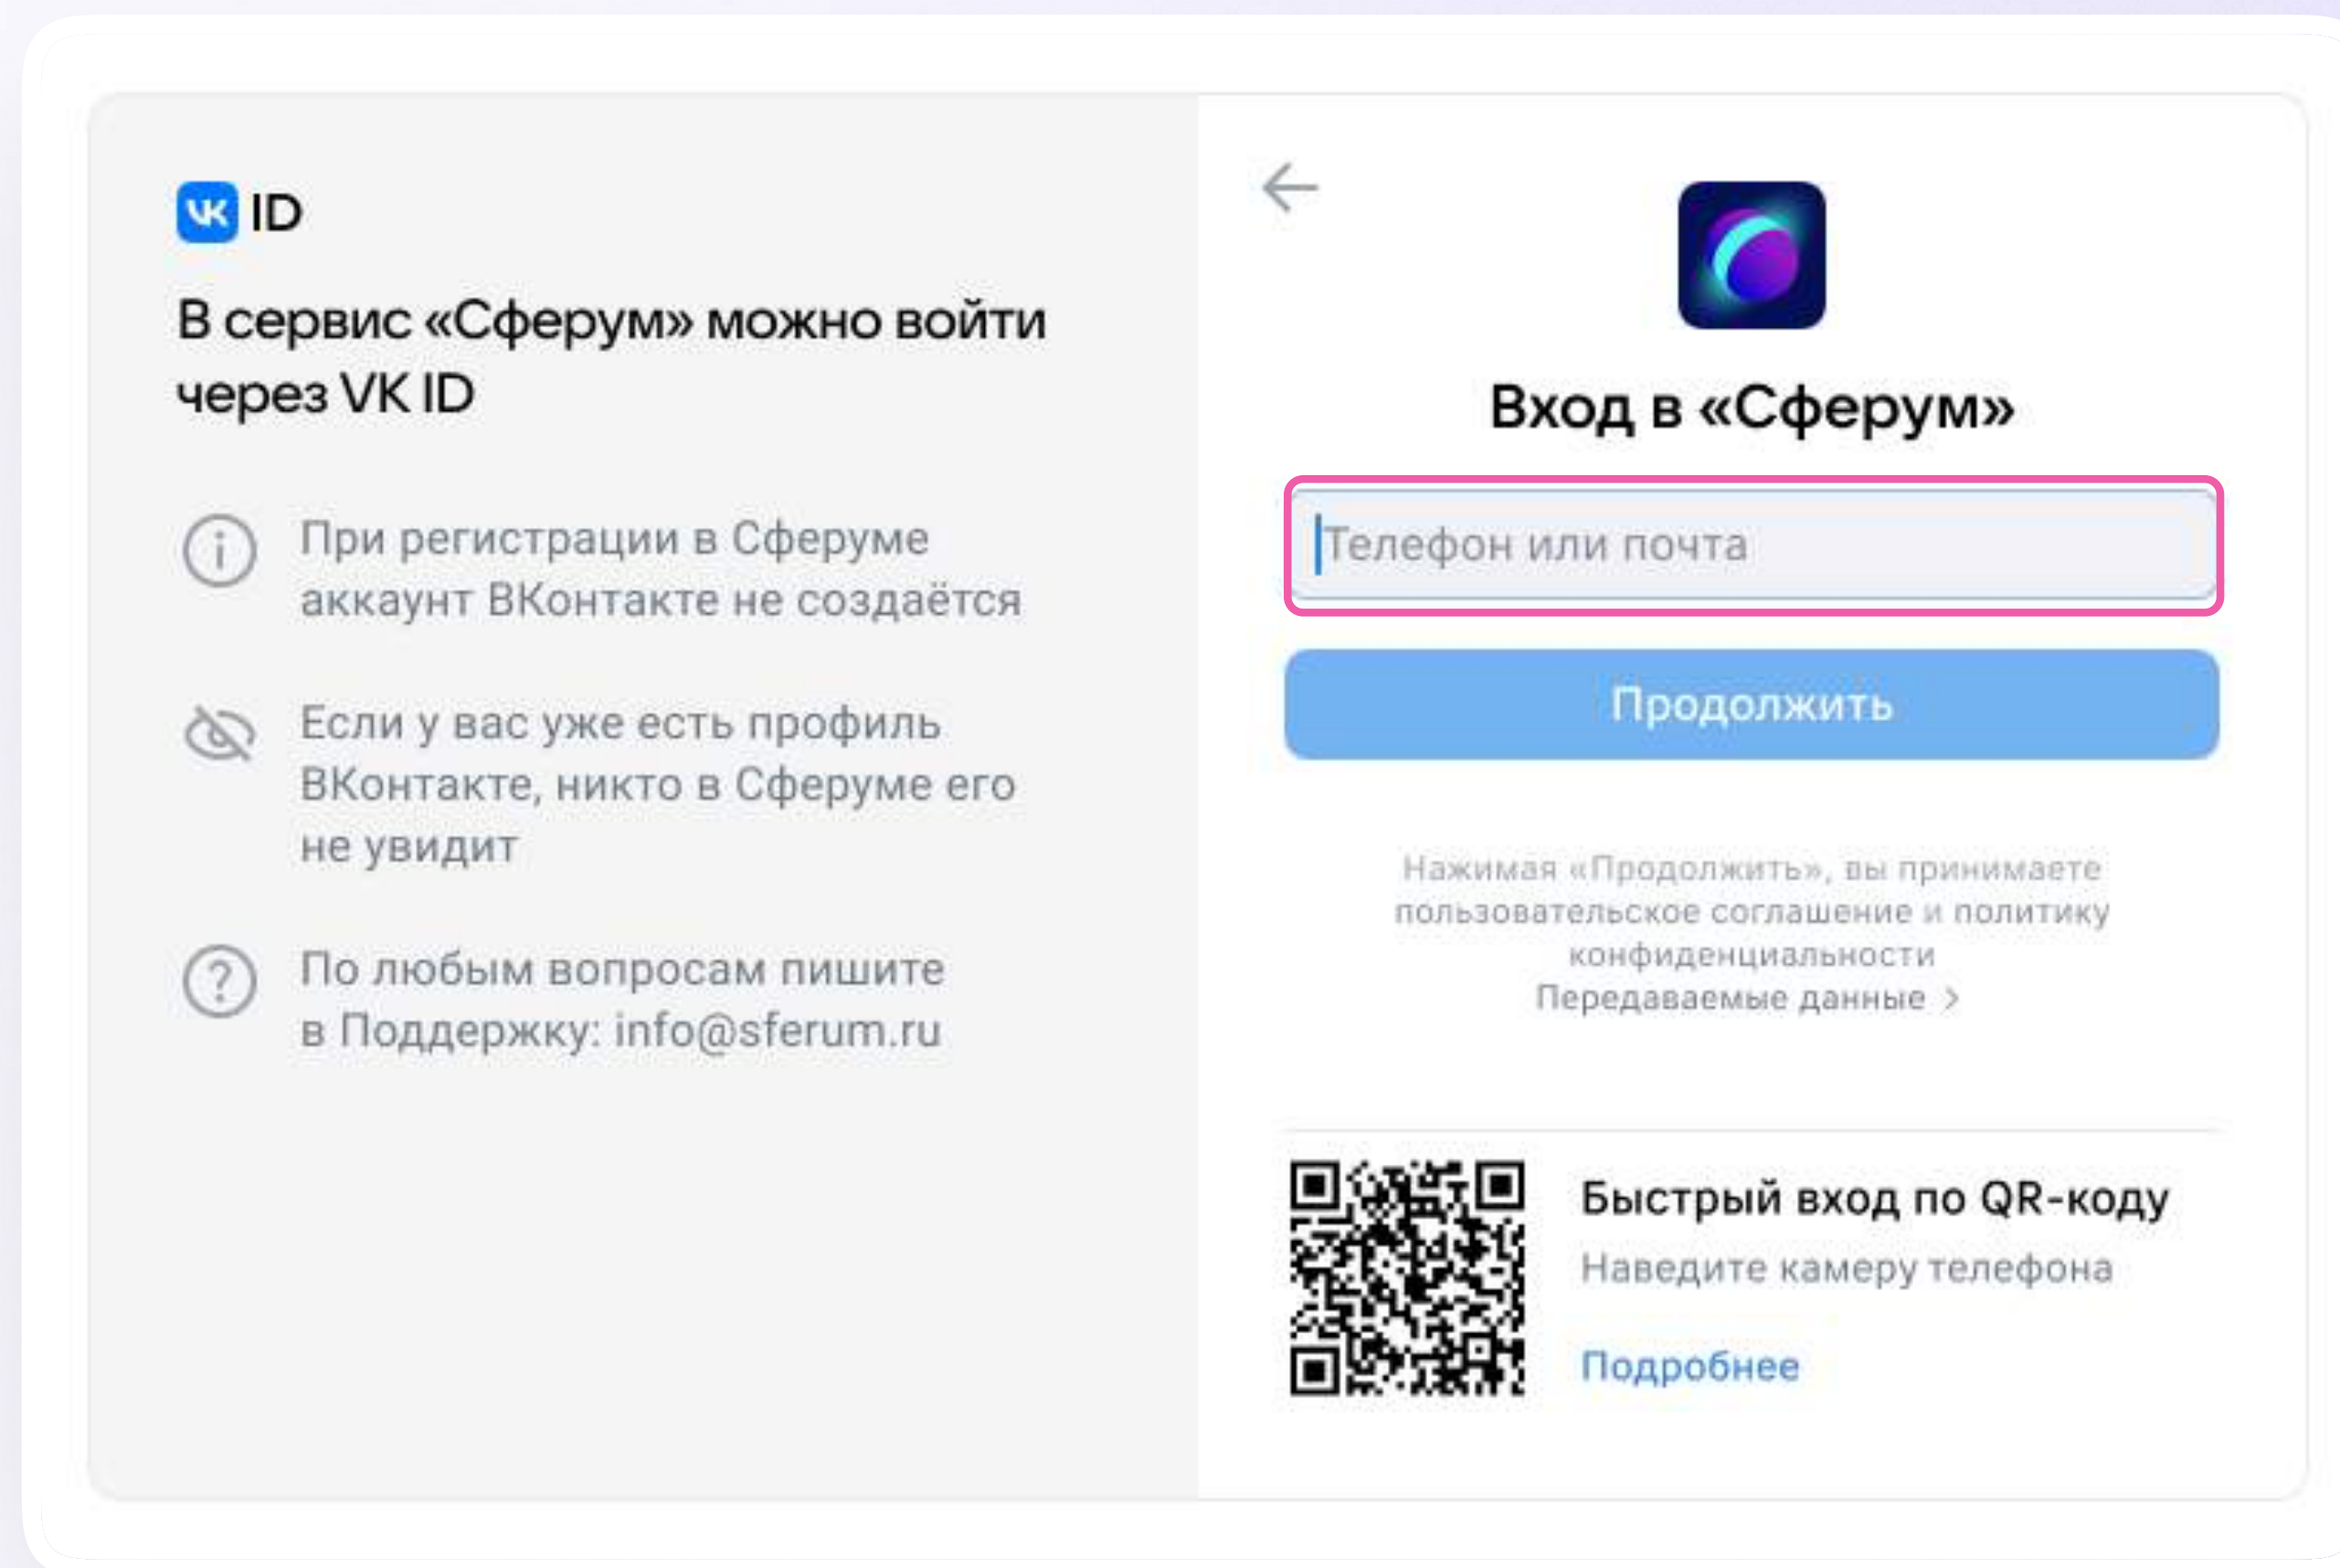 VK ID
В сервис «Сферум» можно войти
через VK ID
При регистрации в Сферуме
аккаунт ВКонтакте не создаётся
Если у вас уже есть профиль
ВКонтакте, никто в Сферуме его
не увидит
По любым вопросам пишите
в Поддержку: info@sferum.ru
Вход в «Сферум»
Телефон или почта
Продолжить
Нажимая «Продолжить», вы принимаете
пользовательское соглашение и политику
конфиденциальности
Передаваемые данные >
Быстрый вход по QR-коду
Наведите камеру телефона
Подробнее